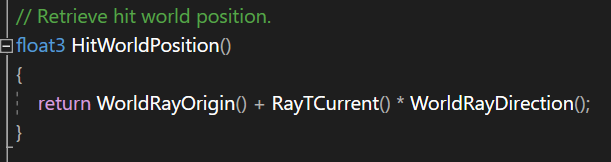 // Retrieve hit world position.
float3 HitWorldPosition()
{
return WorldRayOrigin() + RayTCurrent() * WorldRayDirection();
}